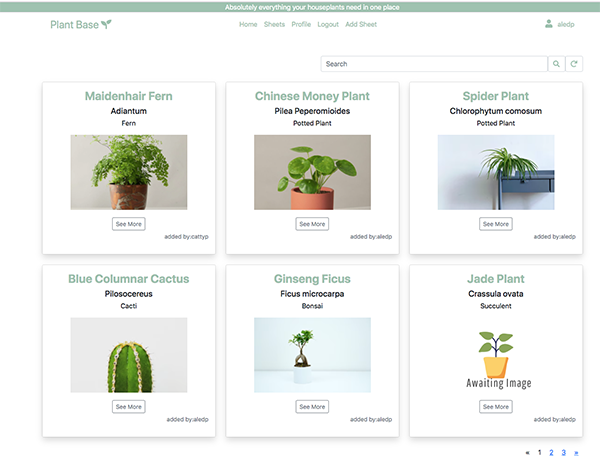 Absolutely everything your houseplants need in one place
Plant Base
Home Sheets Profile Logout Add Sheet
aledp
Search
Maidenhair Fern
Adiantum
Fern
See More
added by:cattyp
Chinese Money Plant
Pilea Peperomioides
Potted Plant
See More
added by:aledp
Spider Plant
Chlorophytum comosum
Potted Plant
See More
added by:aledp
Blue Columnar Cactus
Pilosocereus
Cacti
See More
added by:aledp
Ginseng Ficus
Ficus microcarpa
Bonsai
See More
added by:aledp
Jade Plant
Crassula ovata
Succulent
Awaiting Image
See More
added by:aledp
« 1 2 3 »